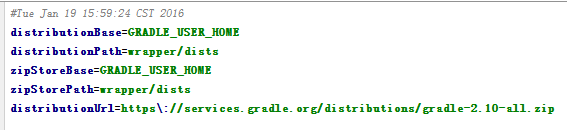 #Tue Jan 19 15:59:24 CST 2016
distributionBase=GRADLE_USER_HOME
distributionPath=wrapper/dists
zipStoreBase=GRADLE_USER_HOME
zipStorePath=wrapper/dists
distributionUrl=https\://services.gradle.org/distributions/gradle-2.10-all.zip